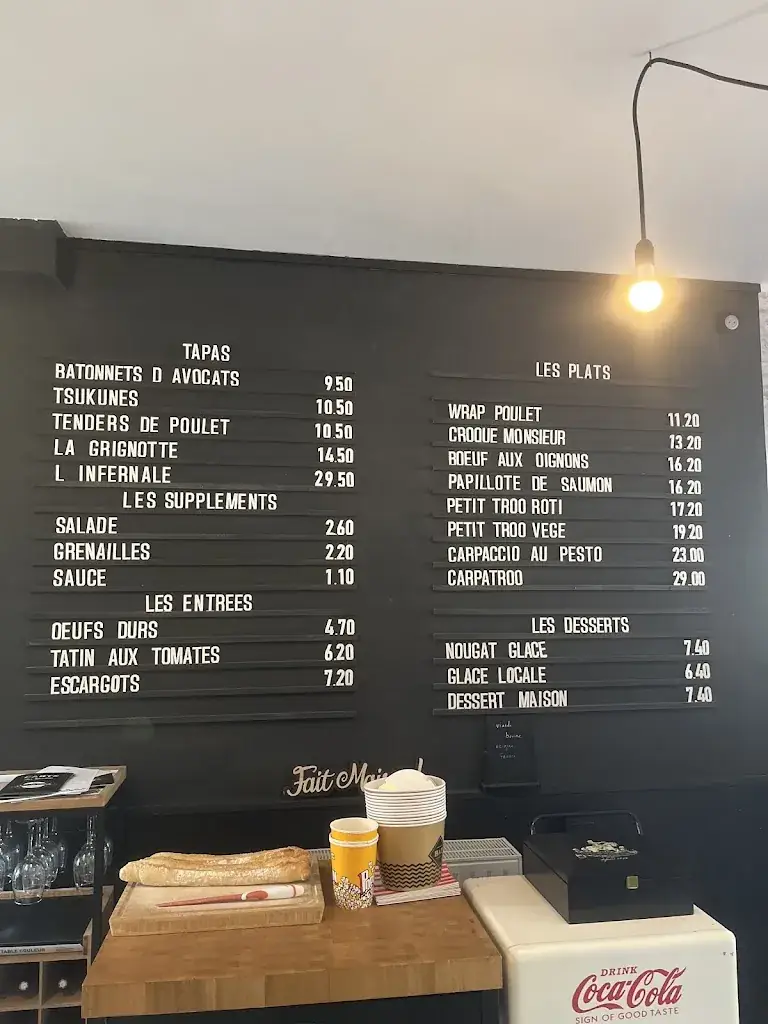 TAPAS
BATONNETS D AVOCATS 9.50
TSUKUNES 10.50
TENDERS DE POULET 10.50
LA GRIGNOTTE 14.50
L INFERNALE 29.50
LES SUPPLEMENTS
SALADE 2.60
GRENAILLES 2.20
SAUCE 1.10
LES ENTREES
OEUFS DURS 4.70
TATIN AUX TOMATES 6.20
ESCARGOTS 7.20
LES PLATS
WRAP POULET 11.20
CROQUE MONSIEUR 13.20
BOEUF AUX OIGNONS 16.20
PAPILLOTE DE SAUMON 16.20
PETIT TROO ROTI 17.20
PETIT TROO VEGE 19.20
CARPACCIO AU PESTO 23.00
CARPATROO 29.00
LES DESSERTS
NOUGAT GLACE 7.40
GLACE LOCALE 6.40
DESSERT MAISON 7.40
Fait
DRINK
Coca-Cola
SIGN OF GOOD TASTE